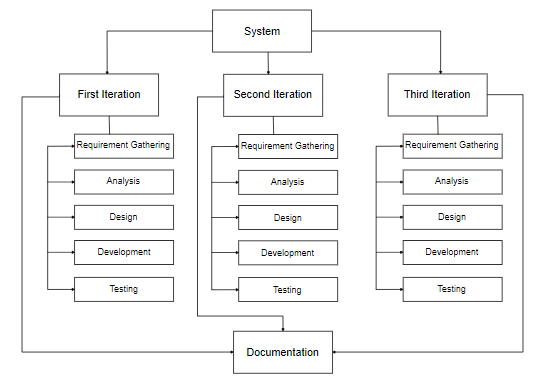 System
First Iteration
Second Iteration
Third Iteration
Requirement Gathering
Requirement Gathering
Requirement Gathering
Analysis
Analysis
Analysis
Design
Design
Design
Development
Development
Development
Testing
Testing
Testing
Documentation